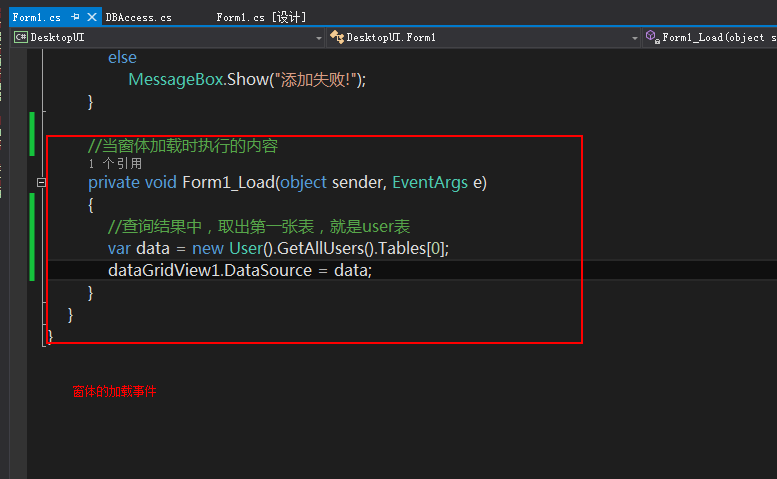 Form1.cs DBAccess.cs Form1.cs [设计]
DesktopUI DesktopUI.Form1 Form1_Load(object s
else
MessageBox.Show("添加失败!");
}
//当窗体加载时执行的内容
1 个引用
private void Form1_Load(object sender, EventArgs e)
{
//查询结果中，取出第一张表，就是user表
var data = new User().GetAllUsers().Tables[0];
dataGridView1.DataSource = data;
}
}
}
窗体的加载事件